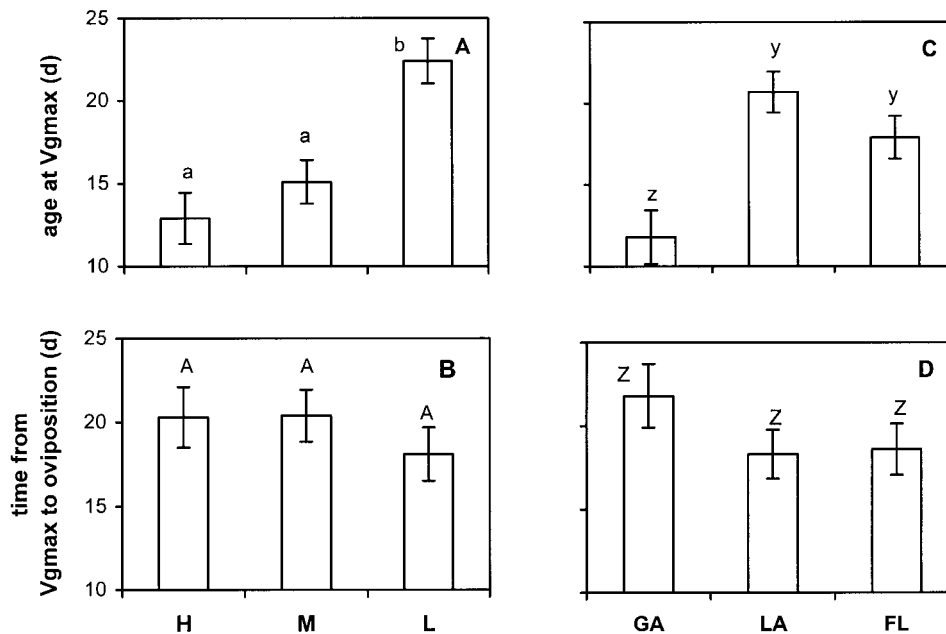 25
20
15
10
age at Vgmax (d)
a
a
b
A
z
y
y
C
25
20
15
10
time from
Vgmax to oviposition (d)
A
A
A
B
H
M
L
Z
Z
Z
D
GA
LA
FL